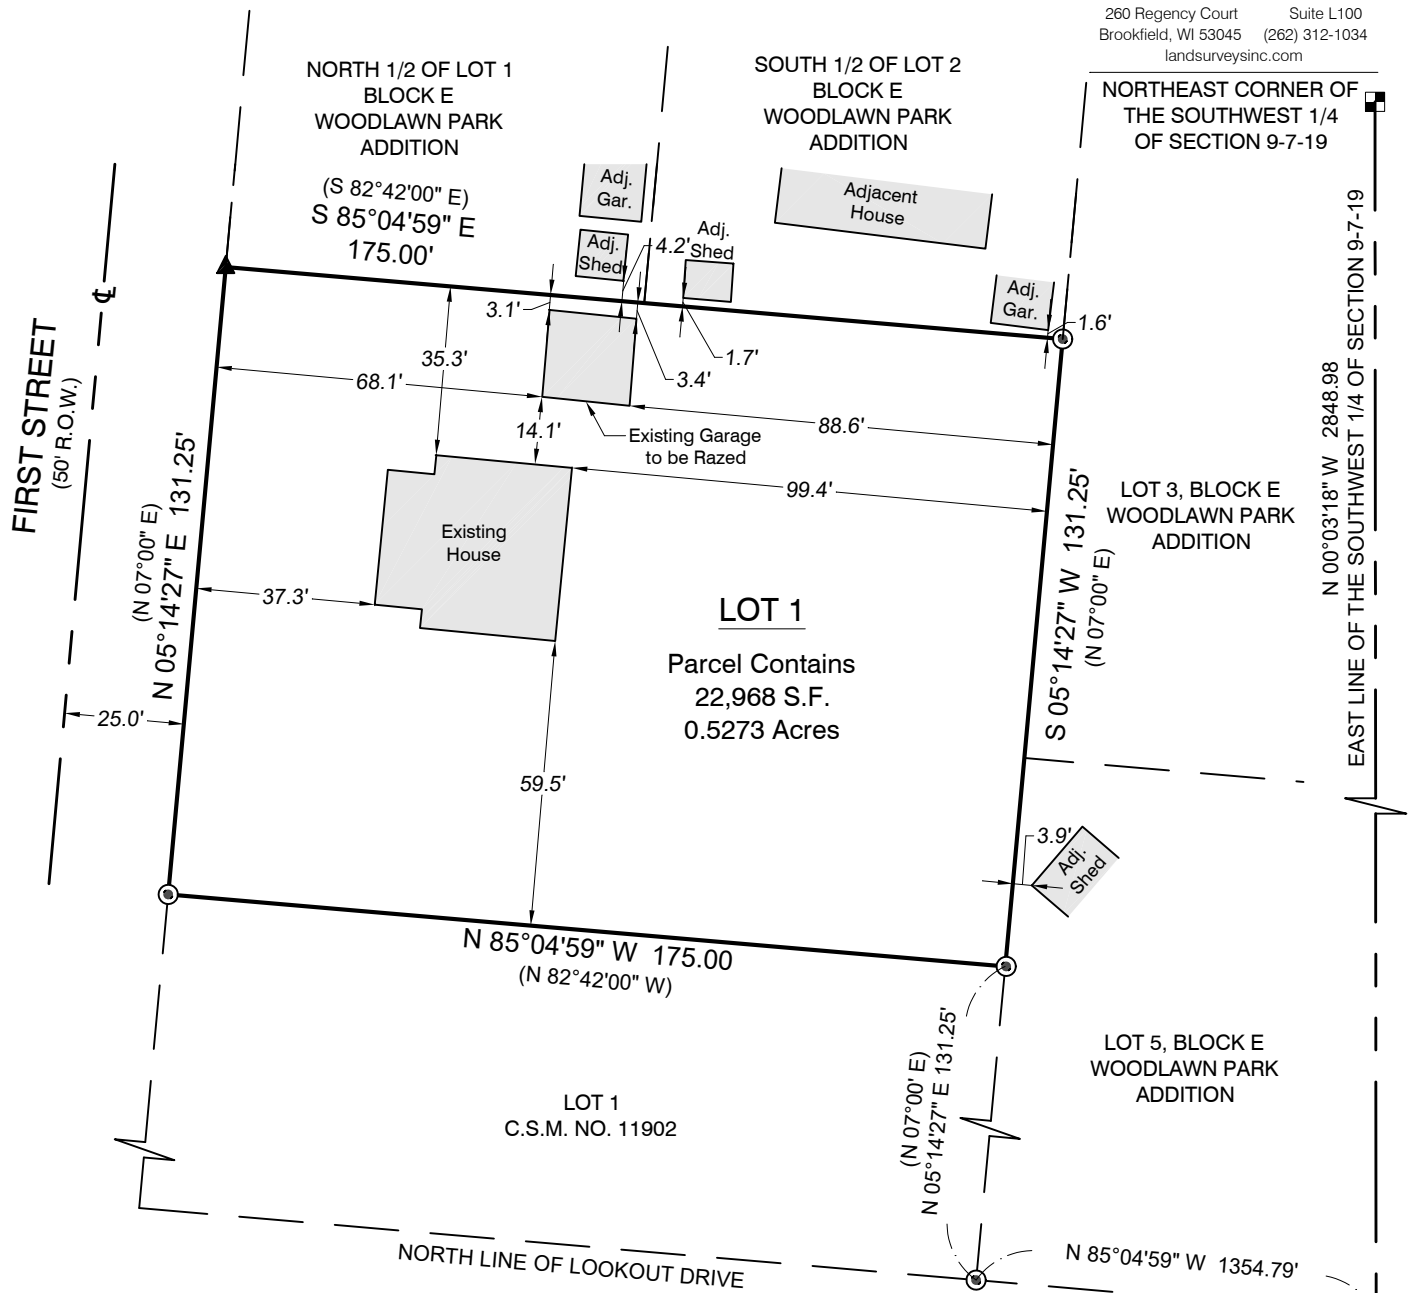 260 Regency Court Suite L100
Brookfield, WI 53045 (262) 312-1034
landsurveysinc.com
NORTHEAST CORNER OF
THE SOUTHWEST 1/4
OF SECTION 9-7-19
NORTH 1/2 OF LOT 1
BLOCK E
WOODLAWN PARK
ADDITION
SOUTH 1/2 OF LOT 2
BLOCK E
WOODLAWN PARK
ADDITION
(S 82°42'00" E)
S 85°04'59" E
175.00'
Adj.
Gar.
Adj.
Shed
4.2'
Adj.
Shed
Adjacent
House
Adj.
Gar.
1.6'
3.1'
1.7'
3.4'
35.3'
68.1'
88.6'
14.1'
Existing Garage
to be Razed
99.4'
℄
FIRST STREET
(50' R.O.W.)
(N 07°00" E)
N 05°14'27" E 131.25'
Existing
House
37.3'
25.0'
59.5'
LOT 1
Parcel Contains
22,968 S.F.
0.5273 Acres
S 05°14'27" W 131.25'
(N 07°00" E)
LOT 3, BLOCK E
WOODLAWN PARK
ADDITION
N 00°03'18" W 2848.98
EAST LINE OF THE SOUTHWEST 1/4 OF SECTION 9-7-19
3.9'
Adj.
Shed
N 85°04'59" W 175.00
(N 82°42'00" W)
LOT 1
C.S.M. NO. 11902
(N 07°00' E)
N 05°14'27" E 131.25'
LOT 5, BLOCK E
WOODLAWN PARK
ADDITION
NORTH LINE OF LOOKOUT DRIVE
N 85°04'59" W 1354.79'